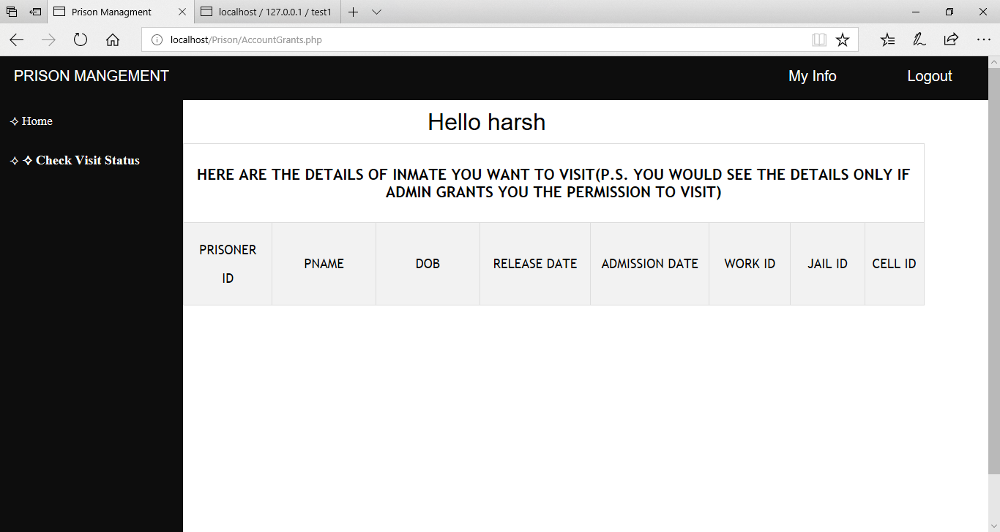 Prison Managment
localhost / 127.0.0.1 / test1
localhost/Prison/AccountGrants.php
PRISON MANGEMENT
My Info
Logout
✧ Home
✧ ✧ Check Visit Status
Hello harsh
HERE ARE THE DETAILS OF INMATE YOU WANT TO VISIT(P.S. YOU WOULD SEE THE DETAILS ONLY IF
ADMIN GRANTS YOU THE PERMISSION TO VISIT)
PRISONER
ID
PNAME
DOB
RELEASE DATE
ADMISSION DATE
WORK ID
JAIL ID
CELL ID